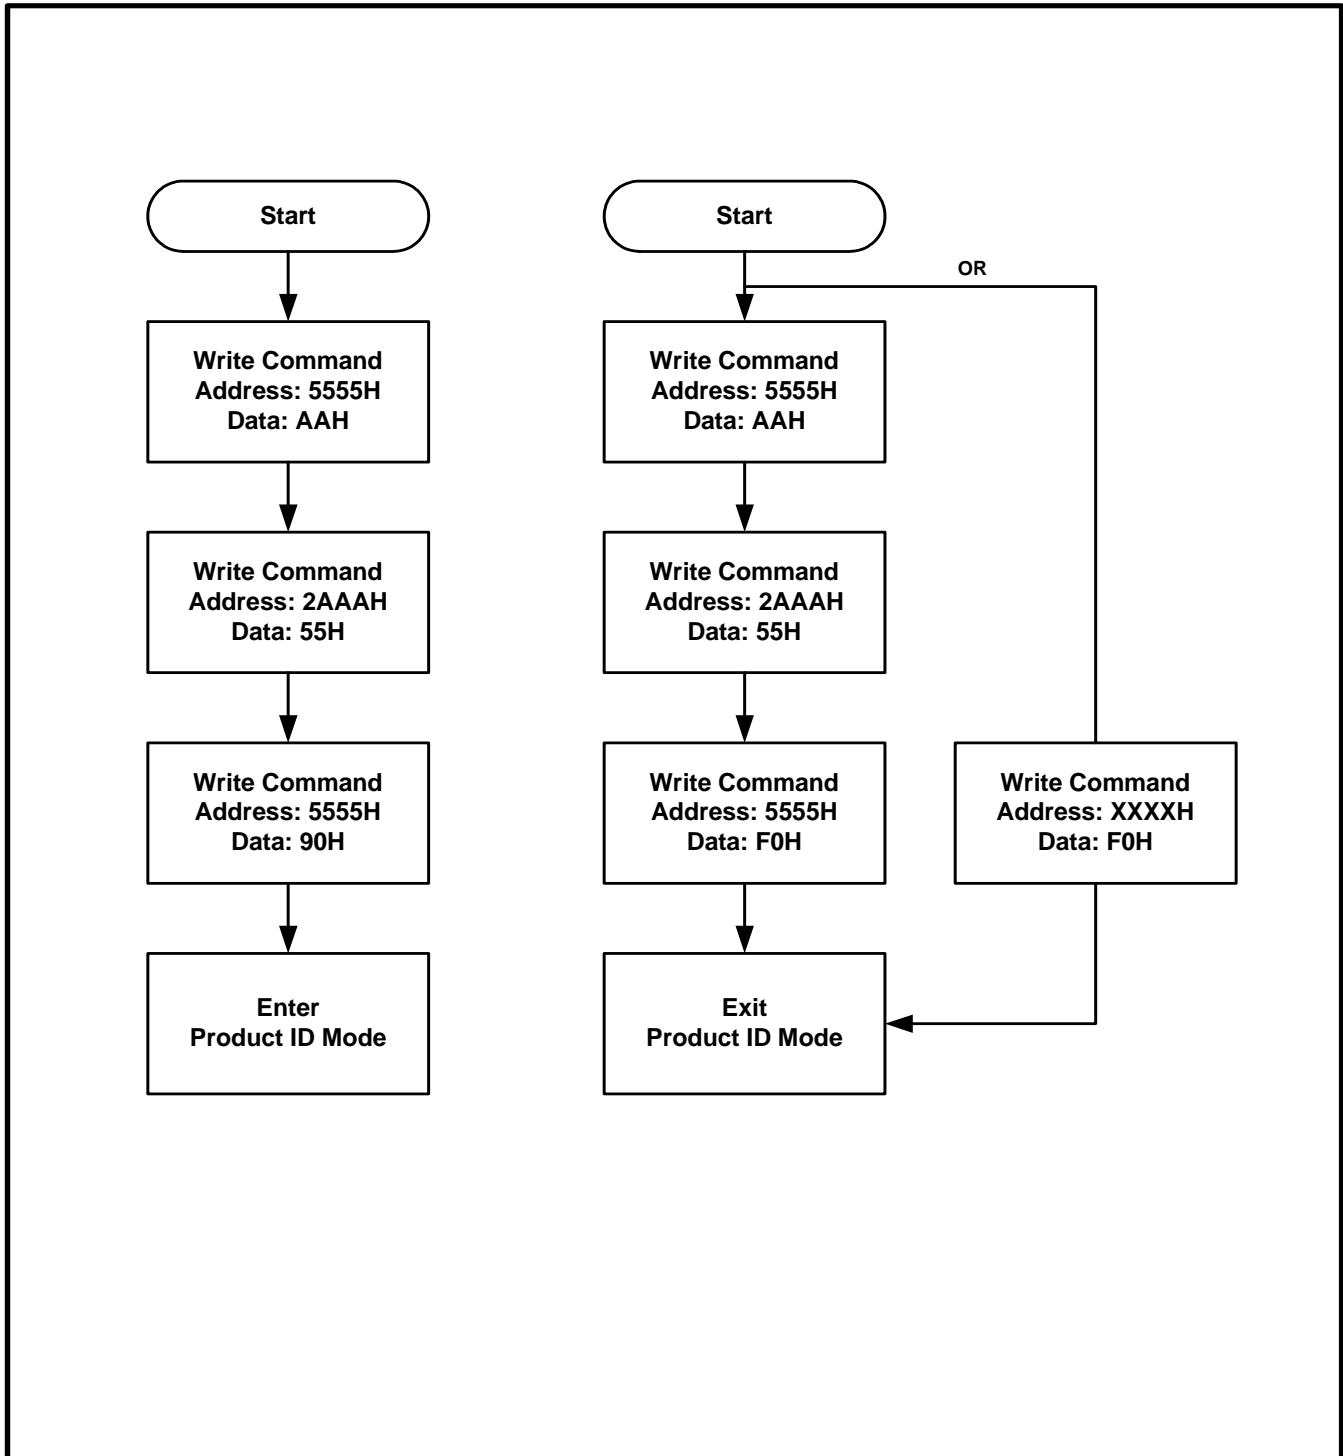 Start
Write Command
Address: 5555H
Data: AAH
Write Command
Address: 2AAAH
Data: 55H
Write Command
Address: 5555H
Data: 90H
Enter
Product ID Mode
Start
OR
Write Command
Address: 5555H
Data: AAH
Write Command
Address: 2AAAH
Data: 55H
Write Command
Address: 5555H
Data: F0H
Write Command
Address: XXXXH
Data: F0H
Exit
Product ID Mode